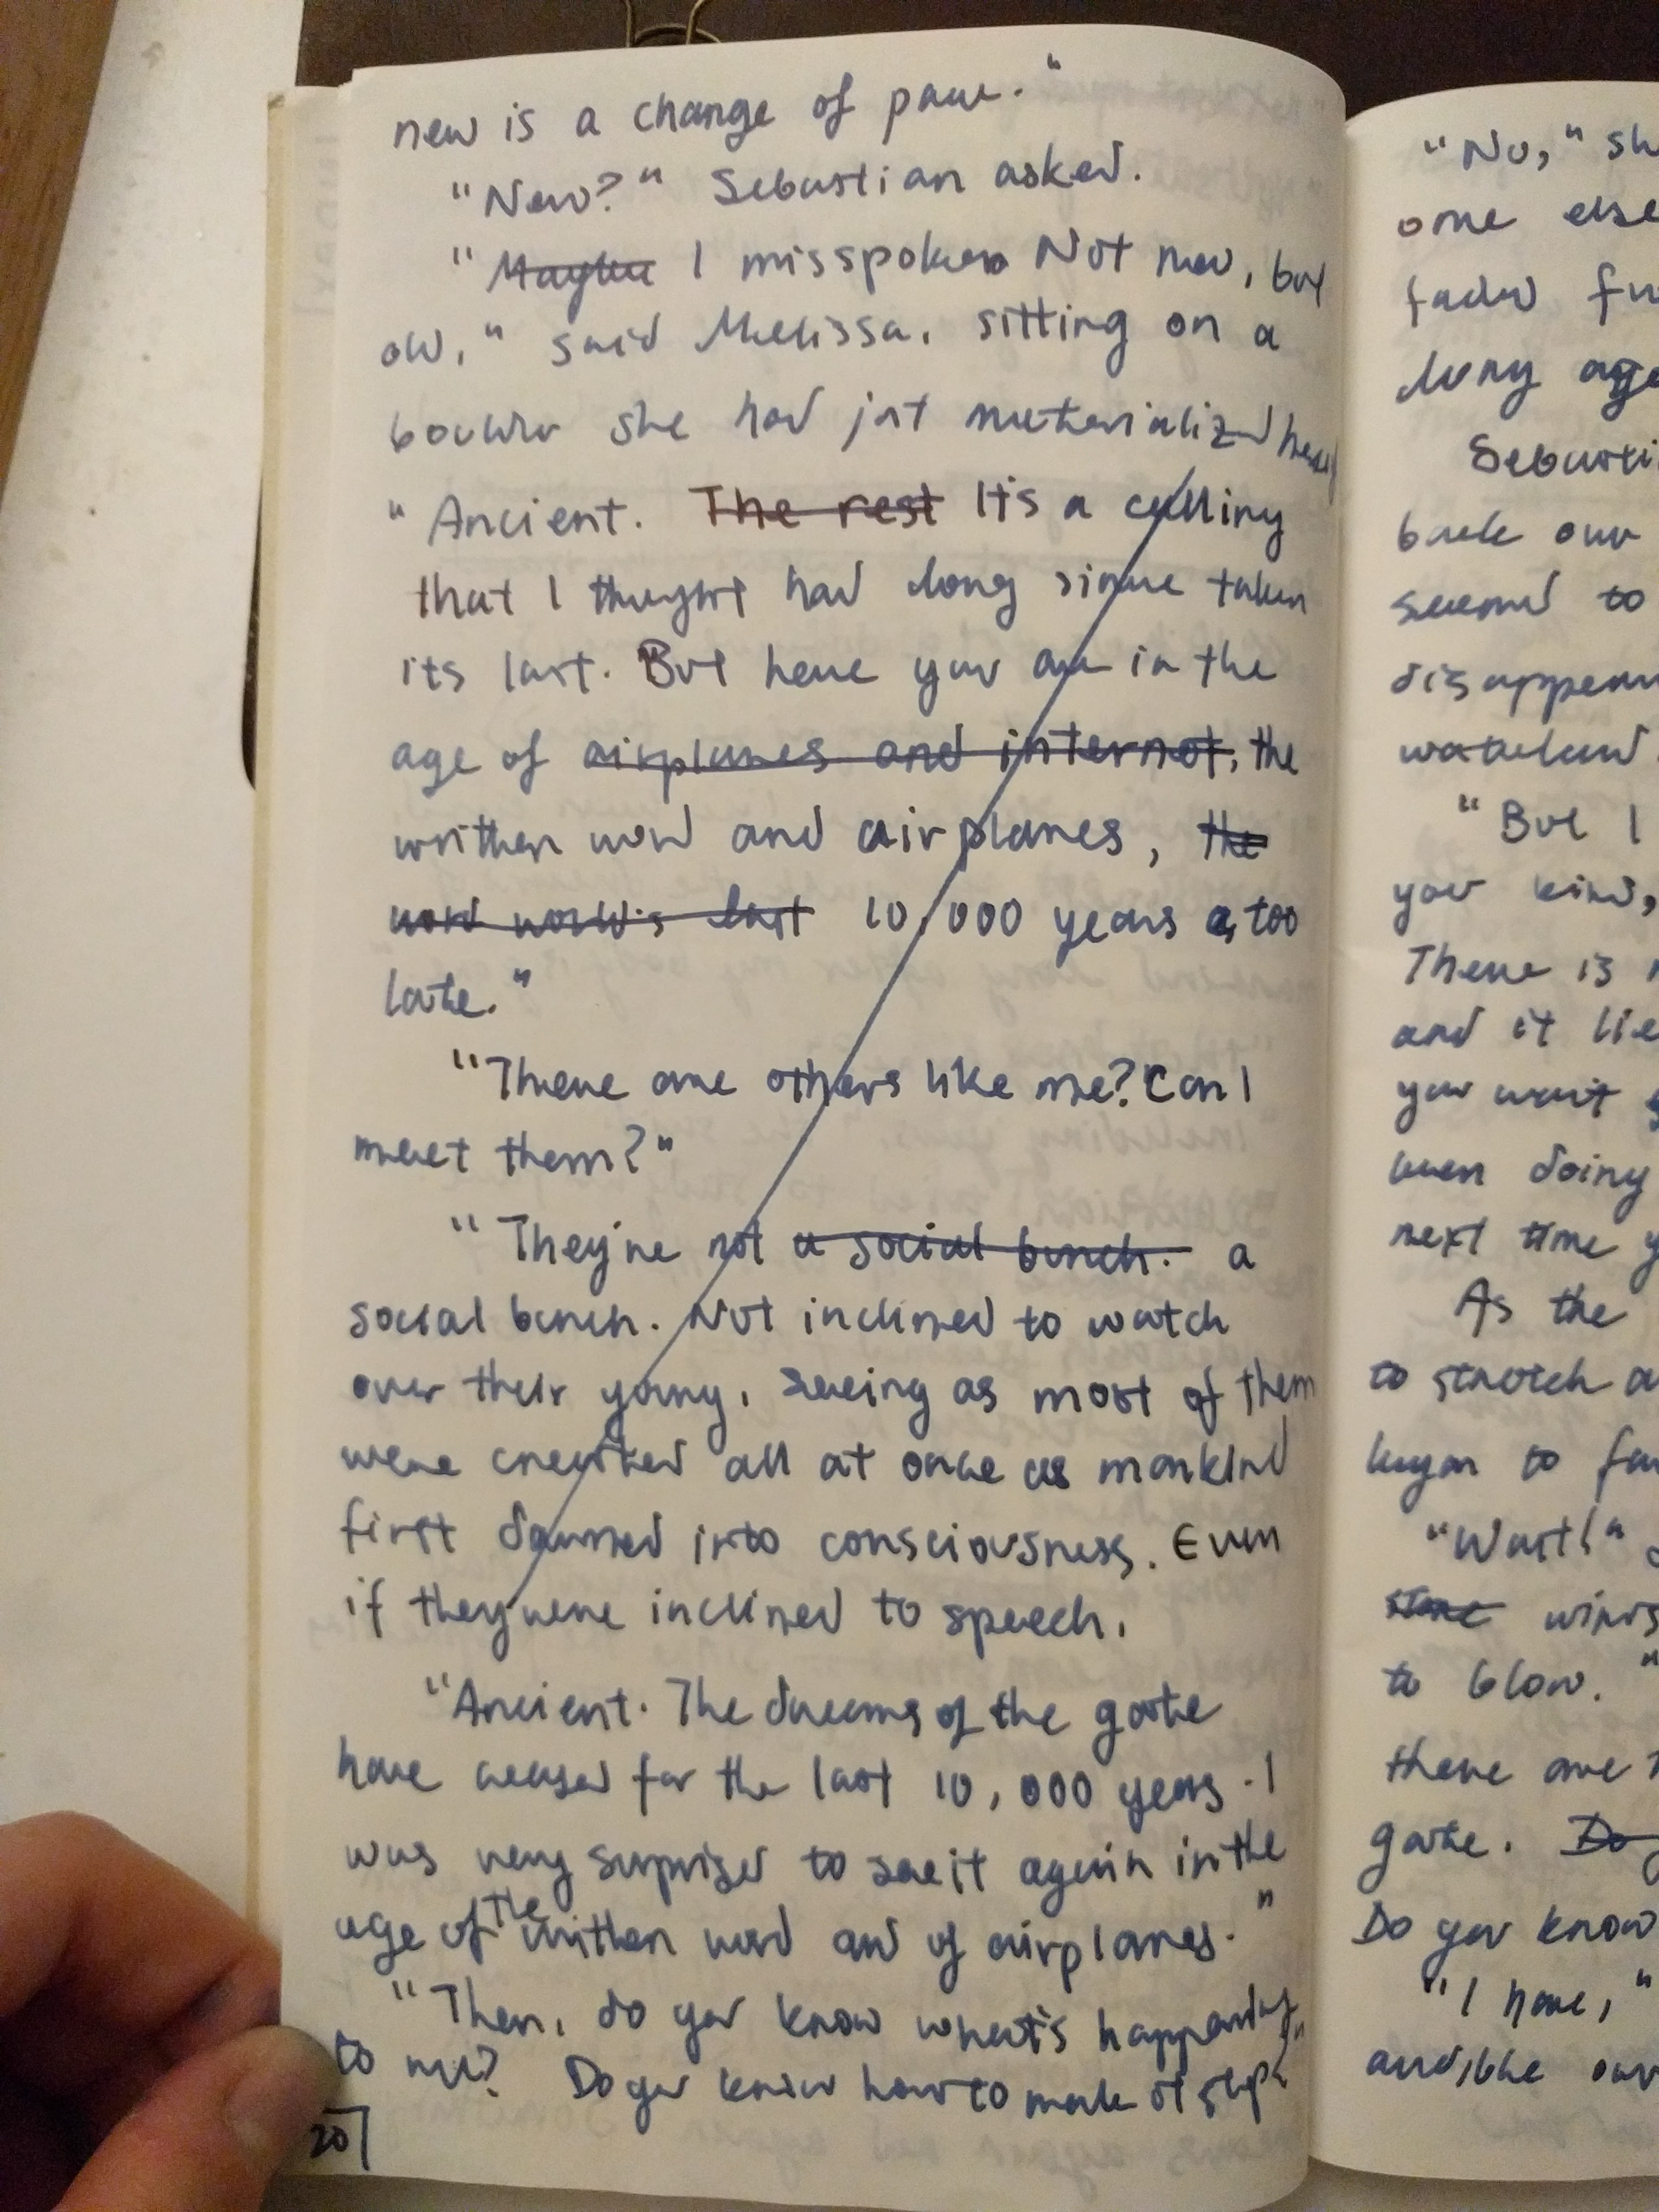 new is a change of pace."
"New? " Sebastian asked.
" Maybe I misspoke. Not new, but
old," said Melissa, sitting on a
boulder she had just materialized
"Ancient. The rest It's a calling
that I thought had long since taken
its last. But here you are in the
age of airplanes and internet, the
written word and airplanes, the
word world's last 10,000 years too
late."
"There are others like me? Can I
meet them?"
"They're not a social bunch. a
social bunch. Not inclined to watch
over their young, seeing as most of them
were created all at once as mankind
first dawned into consciousness. Even
if they were inclined to speech,
"Ancient. The dreams of the gate
have ceased for the last 10,000 years. I
was very surprised to see it again in the
age of the written word and of airplanes."
"Then, do you know what's happening
to me? Do you know how to make it stop?"
20
"No," sh
one else
faded fr
long ago
Sebasti
back our
seemed to
disappear
"But I
your kind,
There is
and it lie
you want
been doing
next time y
As the
to stretch a
began to fa
"Wait!"
stone winds
to blow."
there are
gate. Do
Do you know
"I have,"
audible ou